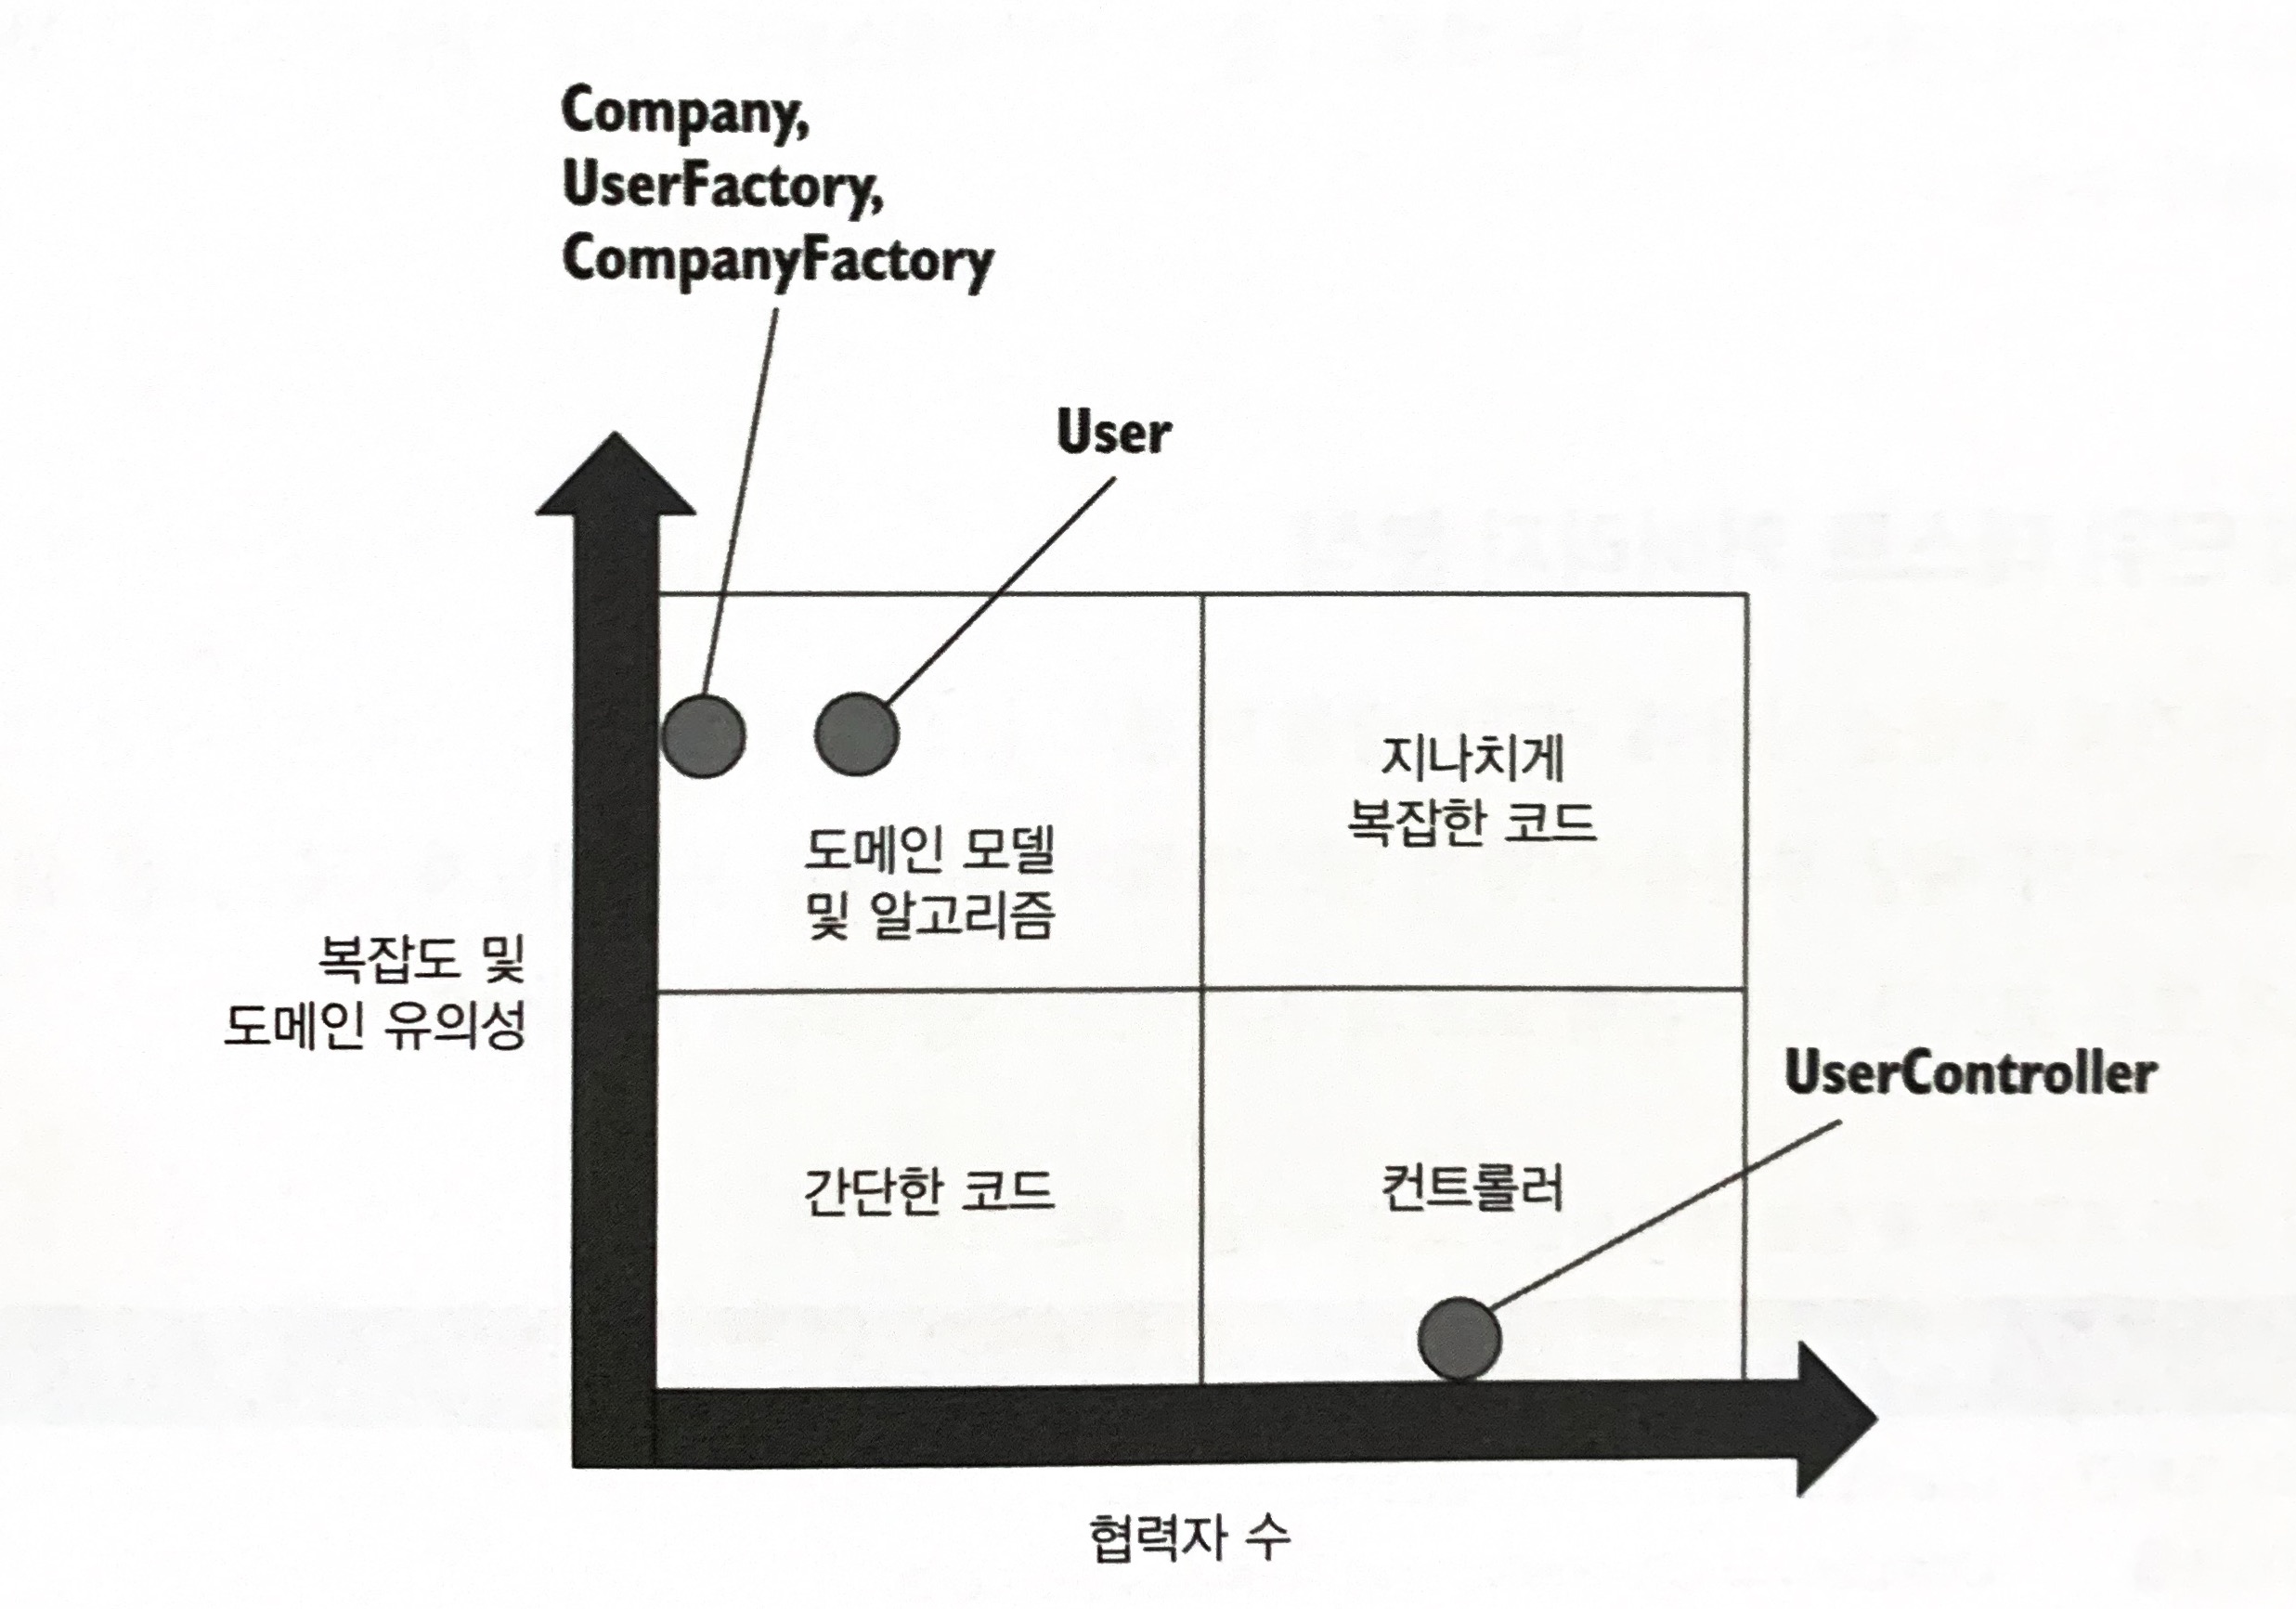 Company,
UserFactory,
CompanyFactory
User
지나치게
복잡한 코드
도메인 모델
및 알고리즘
복잡도 및
도메인 유의성
UserController
간단한 코드
컨트롤러
협력자 수